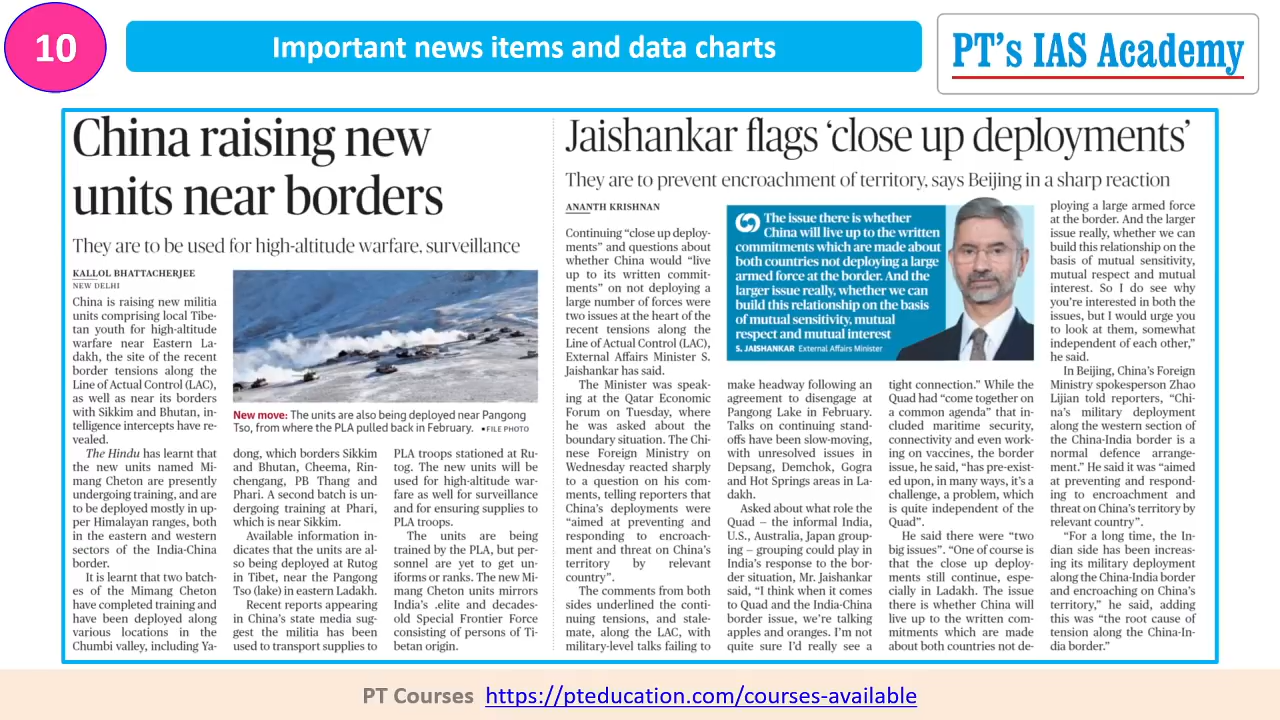 10
Important news items and data charts
PT's IAS Academy
China raising new
units near borders
They are to be used for high-altitude warfare, surveillance
KALLOL BHATTACHERJEE
NEW DELHI
China is raising new militia
units comprising local Tibe-
tan youth for high-altitude
warfare near Eastern La-
dakh, the site of the recent
border tensions along the
Line of Actual Control (LAC),
as well as near its borders
with Sikkim and Bhutan, in-
telligence intercepts have re-
vealed.
The Hindu has learnt that
the new units named Mi-
mang Cheton are presently
undergoing training, and are
to be deployed mostly in up-
per Himalayan ranges, both
in the eastern and western
sectors of the India-China
border.
It is learnt that two batch-
es of the Mimang Cheton
have completed training and
have been deployed along
various locations in the
Chumbi valley, including Ya-
New move: The units are also being deployed near Pangong
Tso, from where the PLA pulled back in February. •FILE PHOTO
dong, which borders Sikkim
and Bhutan, Cheema, Rin-
chengang, PB Thang and
Phari. A second batch is un-
dergoing training at Phari,
which is near Sikkim.
Available information in-
dicates that the units are al-
so being deployed at Rutog
in Tibet, near the Pangong
Tso (lake) in eastern Ladakh.
Recent reports appearing
in China's state media sug-
gest the militia has been
used to transport supplies to
PLA troops stationed at Ru-
tog. The new units will be
used for high-altitude war-
fare as well for surveillance
and for ensuring supplies to
PLA troops.
The units are being
trained by the PLA, but per-
sonnel are yet to get un-
iforms or ranks. The new Mi-
mang Cheton units mirrors
India's .elite and decades-
old Special Frontier Force
consisting of persons of Ti-
betan origin.
Jaishankar flags 'close up deployments'
They are to prevent encroachment of territory, says Beijing in a sharp reaction
ANANTH KRISHNAN
Continuing "close up deploy-
ments" and questions about
whether China would "live
up to its written commit-
ments" on not deploying a
large number of forces were
two issues at the heart of the
recent tensions along the
Line of Actual Control (LAC),
External Affairs Minister S.
Jaishankar has said.
The Minister was speak-
ing at the Qatar Economic
Forum on Tuesday, where
he was asked about the
boundary situation. The Chi-
nese Foreign Ministry on
Wednesday reacted sharply
to a question on his com-
ments, telling reporters that
China's deployments were
"aimed at preventing and
responding to encroach-
ment and threat on China's
territory by relevant
country".
The comments from both
sides underlined the conti-
nuing tensions, and stale-
mate, along the LAC, with
military-level talks failing to
The issue there is whether
China will live up to the written
commitments which are made about
both countries not deploying a large
armed force at the border. And the
larger issue really, whether we can
build this relationship on the basis
of mutual sensitivity, mutual
respect and mutual interest
S. JAISHANKAR External Affairs Minister
make headway following an
agreement to disengage at
Pangong Lake in February.
Talks on continuing stand-
offs have been slow-moving,
with unresolved issues in
Depsang, Demchok, Gogra
and Hot Springs areas in La-
dakh.
Asked about what role the
Quad – the informal India,
U.S., Australia, Japan group-
ing – grouping could play in
India's response to the bor-
der situation, Mr. Jaishankar
said, "I think when it comes
to Quad and the India-China
border issue, we're talking
apples and oranges. I'm not
quite sure I'd really see a
tight connection." While the
Quad had "come together on
a common agenda" that in-
cluded maritime security,
connectivity and even work-
ing on vaccines, the border
issue, he said, "has pre-exist-
ed upon, in many ways, it's a
challenge, a problem, which
is quite independent of the
Quad".
He said there were "two
big issues". "One of course is
that the close up deploy-
ments still continue, espe-
cially in Ladakh. The issue
there is whether China will
live up to the written com-
mitments which are made
about both countries not de-
ploying a large armed force
at the border. And the larger
issue really, whether we can
build this relationship on the
basis of mutual sensitivity,
mutual respect and mutual
interest. So I do see why
you're interested in both the
issues, but I would urge you
to look at them, somewhat
independent of each other,"
he said.
In Beijing, China's Foreign
Ministry spokesperson Zhao
Lijian told reporters, "Chi-
na's military deployment
along the western section of
the China-India border is a
normal defence arrange-
ment." He said it was "aimed
at preventing and respond-
ing to encroachment and
threat on China's territory by
relevant country".
"For a long time, the In-
dian side has been increas-
ing its military deployment
along the China-India border
and encroaching on China's
territory," he said, adding
this was "the root cause of
tension along the China-In-
dia border."
PT Courses https://pteducation.com/courses-available